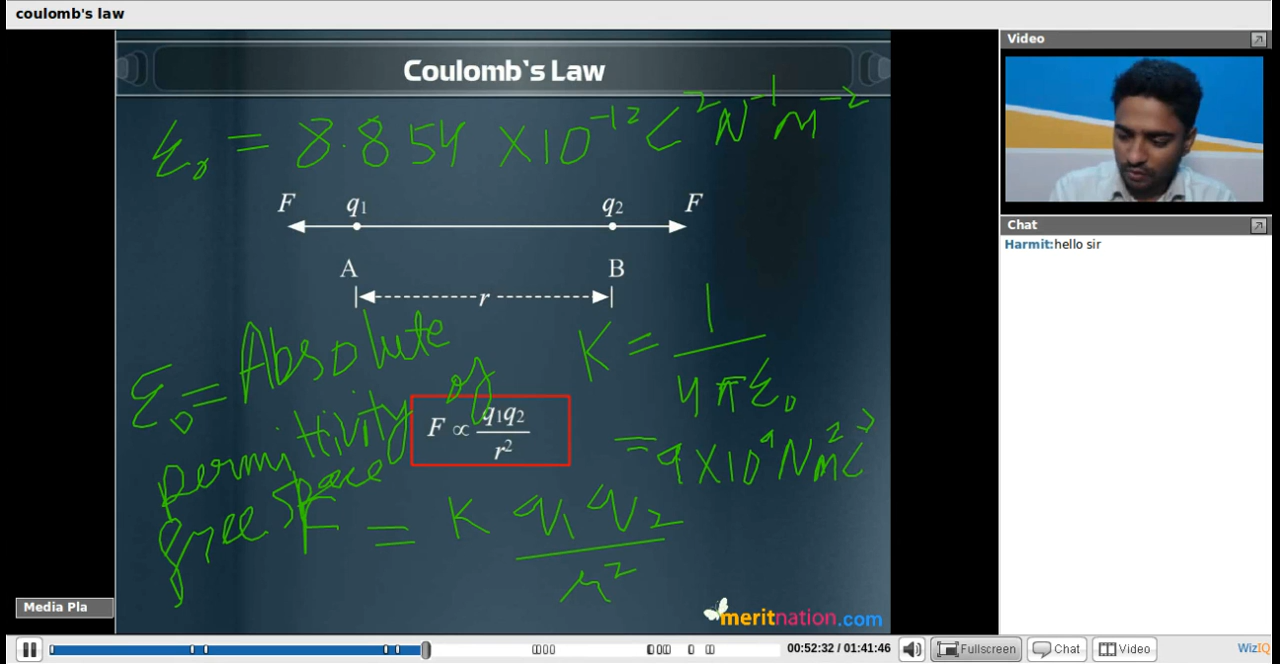 coulomb's law
Coulomb's Law
ε₀ = 8.854 × 10⁻¹² C² N⁻¹ m⁻²
F q₁ q₂ F
A B
r
ε₀ = Absolute
permittivity of
free space
K = 1 / 4πε₀
= 9 × 10⁹ N m² C⁻²
F ∝ q₁q₂ / r²
F = K q₁ q₂ / r²
meritnation.com
Video
Chat
Harmit:hello sir
Media Pla
00:52:32 / 01:41:46
Fullscreen
Chat
Video
WizIQ